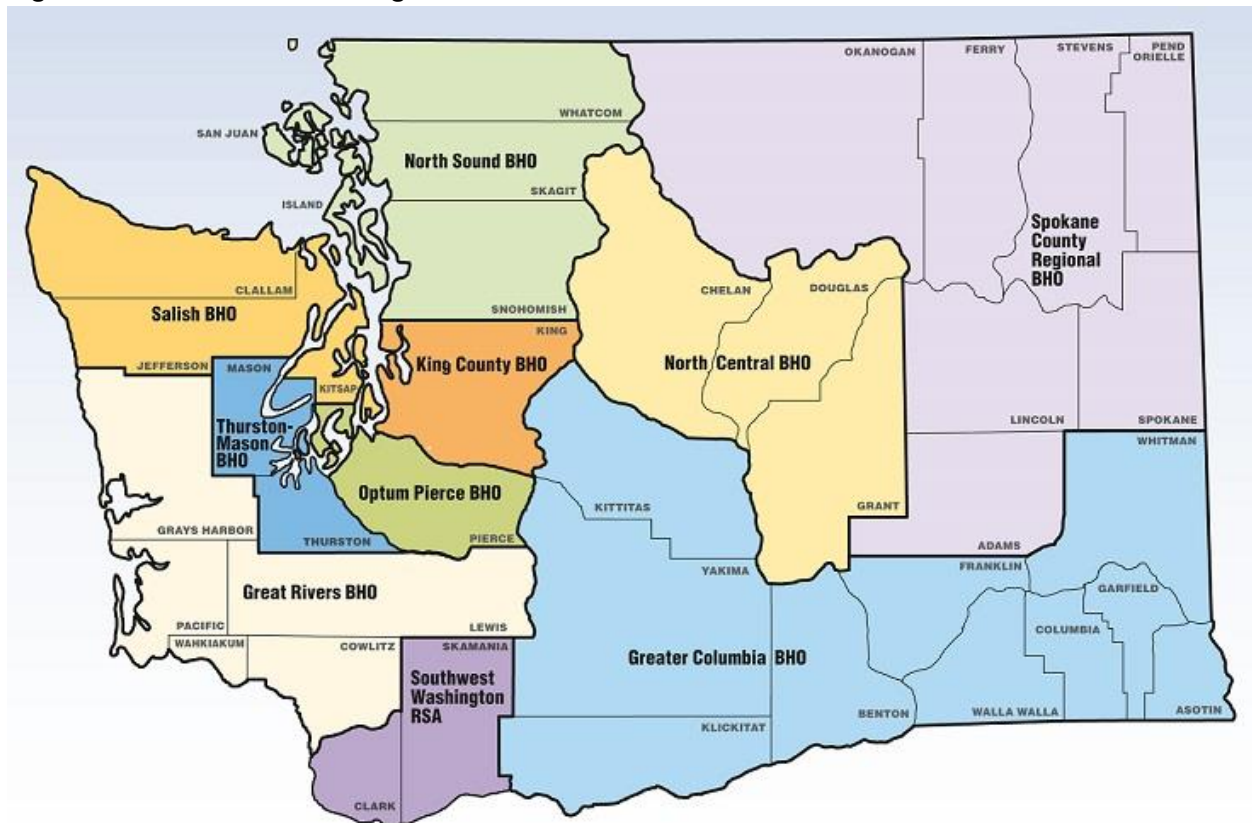 OKANOGAN
FERRY
STEVENS
PEND
ORIELLE
WHATCOM
SAN JUAN
North Sound BHO
SKAGIT
ISLAND
Spokane
County
Regional
BHO
CLALLAM
CHELAN
DOUGLAS
Salish BHO
SNOHOMISH
KING
JEFFERSON
MASON
King County BHO
North Central BHO
KITSAP
LINCOLN
SPOKANE
Thurston-
Mason
BHO
WHITMAN
Optum Pierce BHO
KITTITAS
GRANT
GRAYS HARBOR
THURSTON
PIERCE
ADAMS
YAKIMA
FRANKLIN
Great Rivers BHO
GARFIELD
PACIFIC
LEWIS
COLUMBIA
WAHKIAKUM
COWLITZ
SKAMANIA
Greater Columbia BHO
Southwest
Washington
RSA
KLICKITAT
BENTON
WALLA WALLA
ASOTIN
CLARK